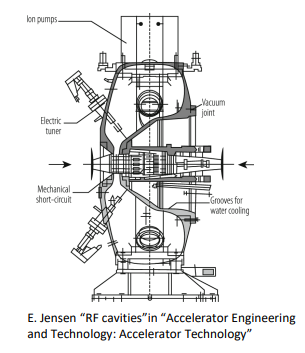 Ion pumps
Electric
tuner
Vacuum
joint
Mechanical
short-circuit
Grooves for
water cooling
E. Jensen “RF cavities”in “Accelerator Engineering
and Technology: Accelerator Technology”